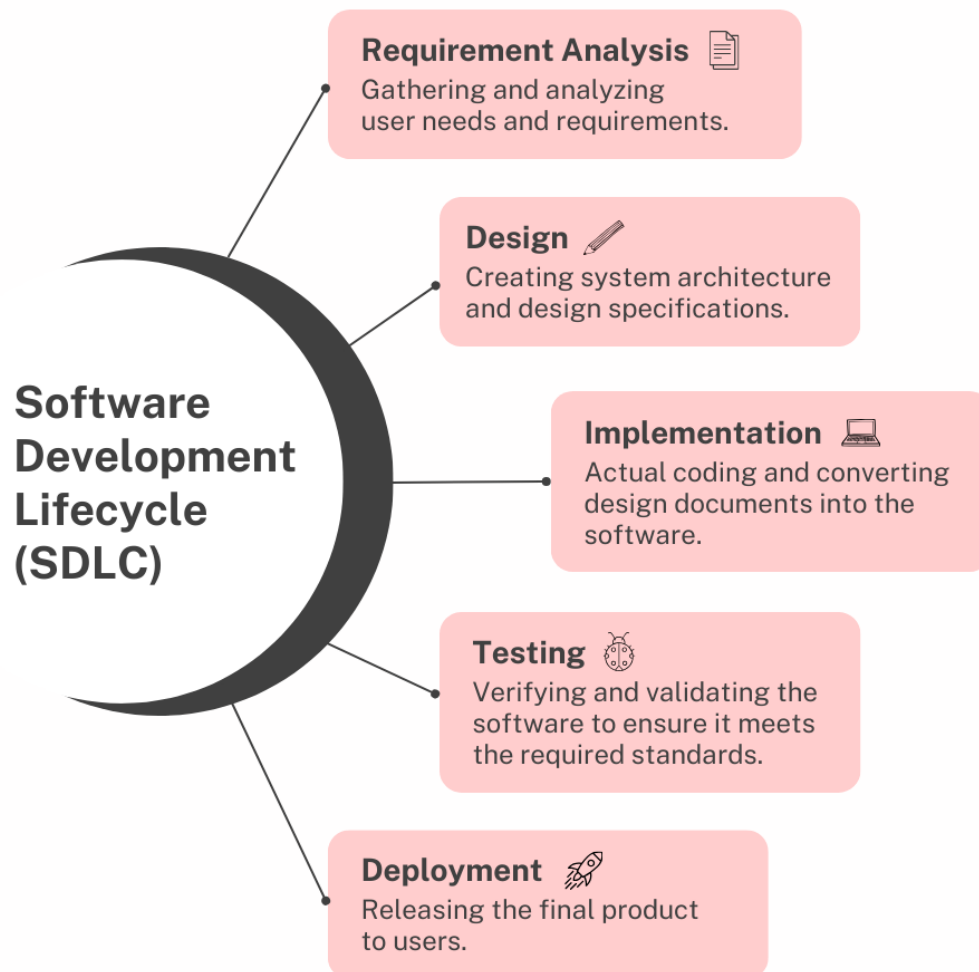 Requirement Analysis
Gathering and analyzing
user needs and requirements.
Design
Creating system architecture
and design specifications.
Software
Development
Lifecycle
(SDLC)
Implementation
Actual coding and converting
design documents into the
software.
Testing
Verifying and validating the
software to ensure it meets
the required standards.
Deployment
Releasing the final product
to users.